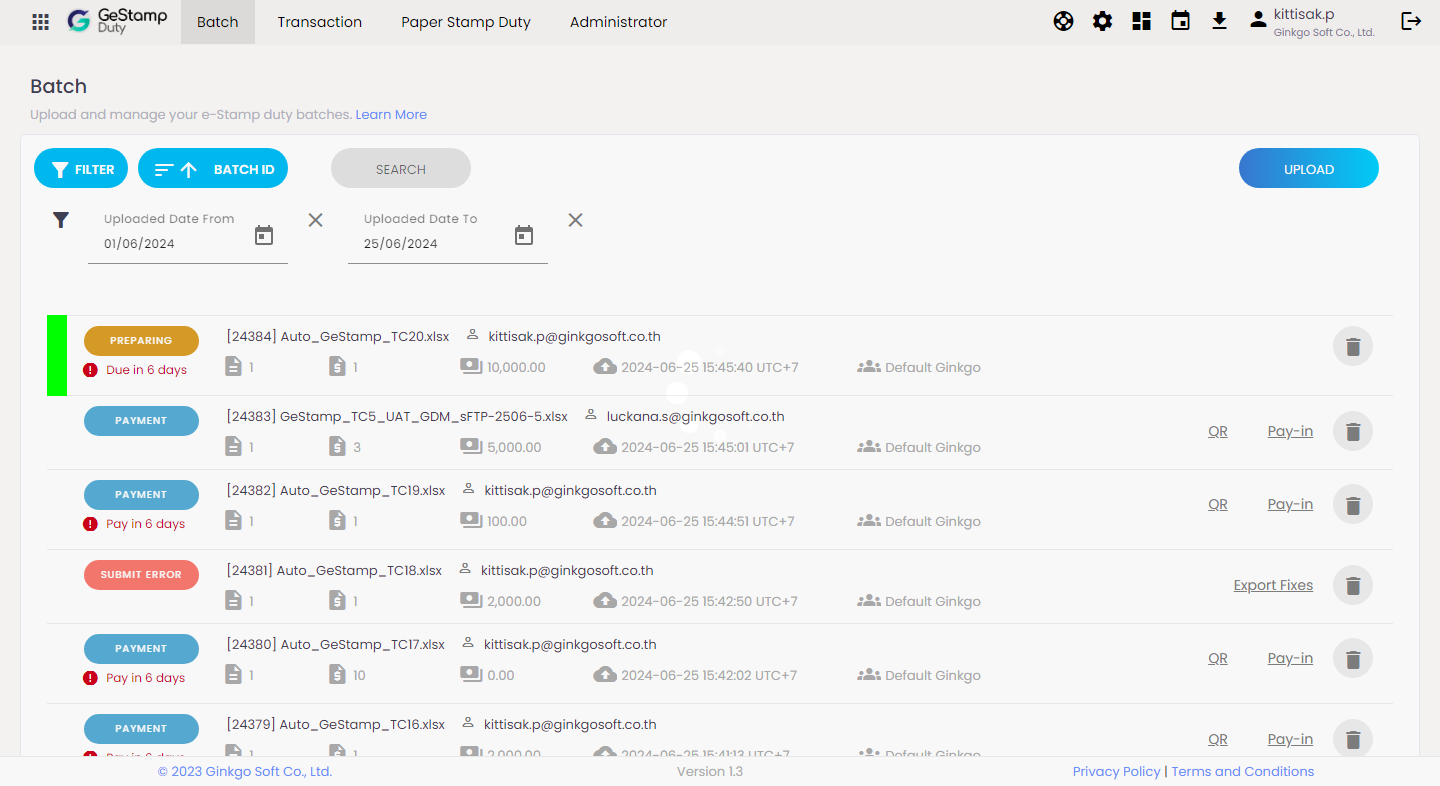 GeStamp Duty Batch Transaction Paper Stamp Duty Administrator kittisak.p
Ginkgo Soft Co., Ltd.
Batch
Upload and manage your e-Stamp duty batches. Learn More
FILTER BATCH ID SEARCH UPLOAD
Uploaded Date From Uploaded Date To
01/06/2024 25/06/2024
PREPARING [24384] Auto_GeStamp_TC20.xlsx kittisak.p@ginkgosoft.co.th
Due in 6 days 1 1 10,000.00 2024-06-25 15:45:40 UTC+7 Default Ginkgo
PAYMENT [24383] GeStamp_TC5_UAT_GDM_sFTP-2506-5.xlsx luckana.s@ginkgosoft.co.th
QR Pay-in
1 3 5,000.00 2024-06-25 15:45:01 UTC+7 Default Ginkgo
PAYMENT [24382] Auto_GeStamp_TC19.xlsx kittisak.p@ginkgosoft.co.th
QR Pay-in
Pay in 6 days 1 1 100.00 2024-06-25 15:44:51 UTC+7 Default Ginkgo
SUBMIT ERROR [24381] Auto_GeStamp_TC18.xlsx kittisak.p@ginkgosoft.co.th
Export Fixes
1 1 2,000.00 2024-06-25 15:42:50 UTC+7 Default Ginkgo
PAYMENT [24380] Auto_GeStamp_TC17.xlsx kittisak.p@ginkgosoft.co.th
QR Pay-in
Pay in 6 days 1 10 0.00 2024-06-25 15:42:02 UTC+7 Default Ginkgo
PAYMENT [24379] Auto_GeStamp_TC16.xlsx kittisak.p@ginkgosoft.co.th
QR Pay-in
Pay in 6 days 1 1 2,000.00 2024-06-25 15:41:13 UTC+7 Default Ginkgo
© 2023 Ginkgo Soft Co., Ltd. Version 1.3 Privacy Policy | Terms and Conditions